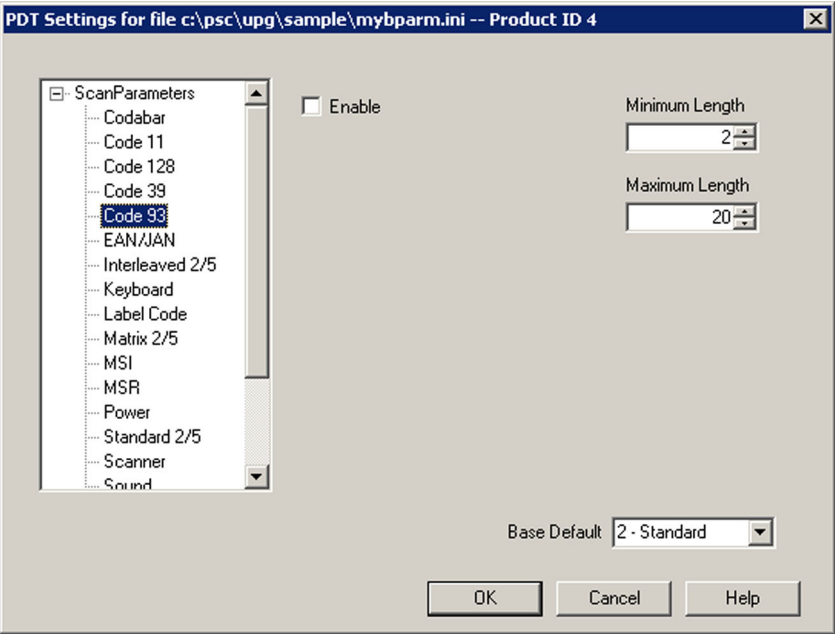 PDT Settings for file c:\psc\upg\sample\mybparm.ini -- Product ID 4
ScanParameters
Codabar
Code 11
Code 128
Code 39
Code 93
EAN/JAN
Interleaved 2/5
Keyboard
Label Code
Matrix 2/5
MSI
MSR
Power
Standard 2/5
Scanner
Sound
Enable
Minimum Length
2
Maximum Length
20
Base Default 2 - Standard
OK Cancel Help